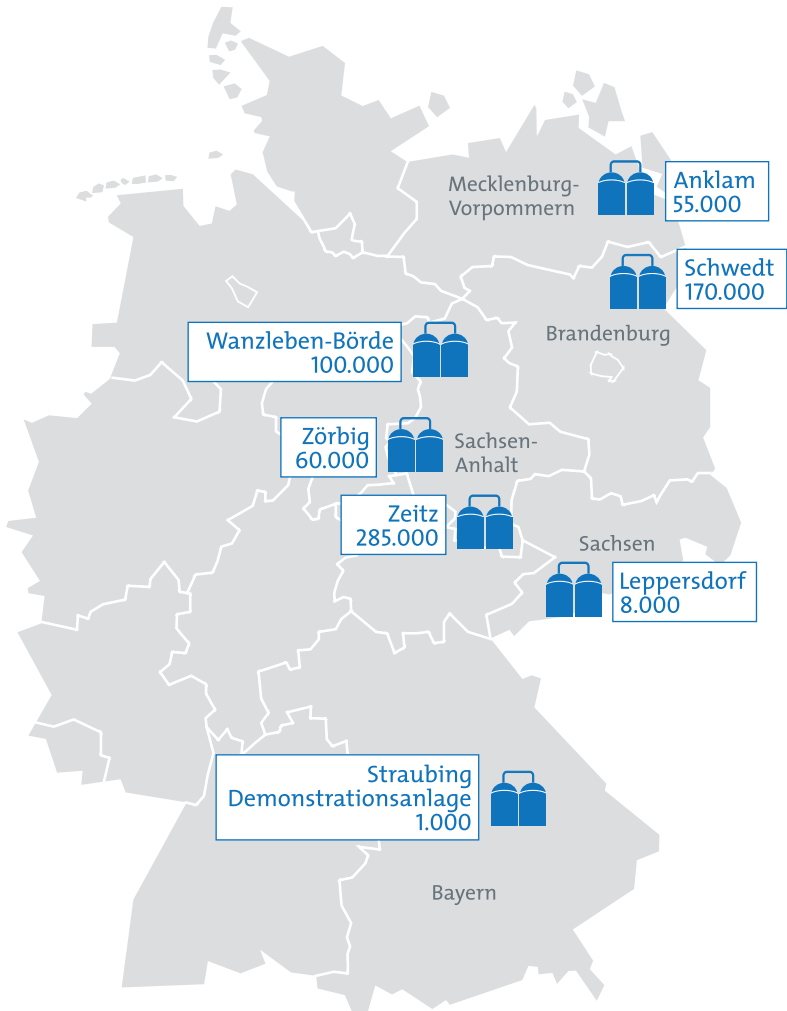 Mecklenburg-
Vorpommern
Anklam
55.000
Schwedt
170.000
Brandenburg
Wanzleben-Börde
100.000
Zörbig
60.000
Sachsen-
Anhalt
Zeitz
285.000
Sachsen
Leppersdorf
8.000
Straubing
Demonstrationsanlage
1.000
Bayern